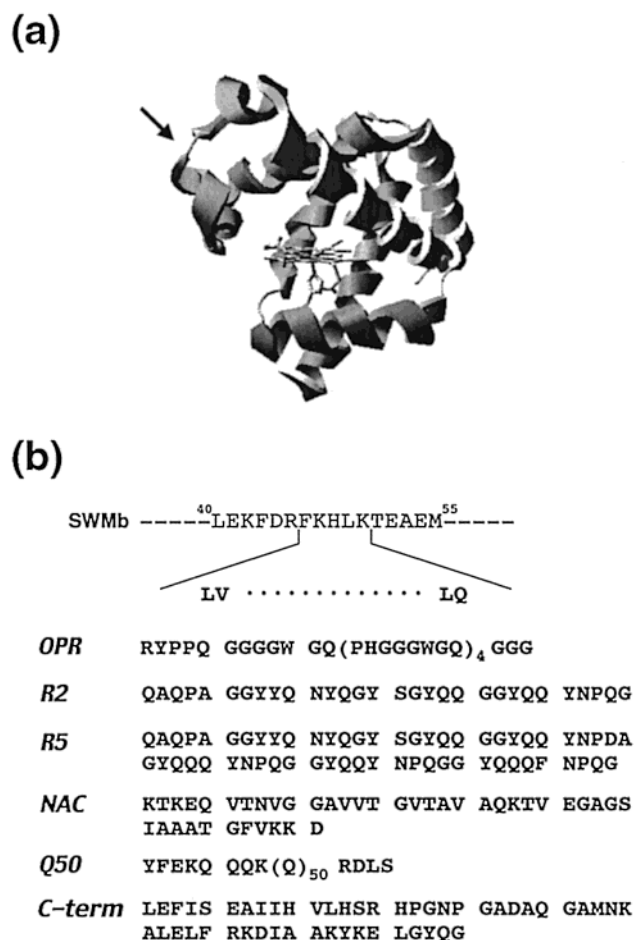 (a)
(b)
SWMb -----⁴⁰LEKFDRFKHLKTEAEM⁵⁵-----
LV ·············· LQ
OPR RYPPQ GGGGW GQ(PHGGGWGQ)₄ GGG
R2 QAQPA GGYYQ NYQGY SGYQQ GGYQQ YNPQG
R5 QAQPA GGYYQ NYQGY SGYQQ GGYQQ YNPDA
GYQQQ YNPQG GYQQY NPQGG YQQQF NPQG
NAC KTKEQ VTNVG GAVVT GVTAV AQKTV EGAGS
IAAAT GFVKK D
Q50 YFEKQ QQK(Q)₅₀ RDLS
C-term LEFIS EAIIH VLHSR HPGNP GADAQ GAMNK
ALELF RKDIA AKYKE LGYQG